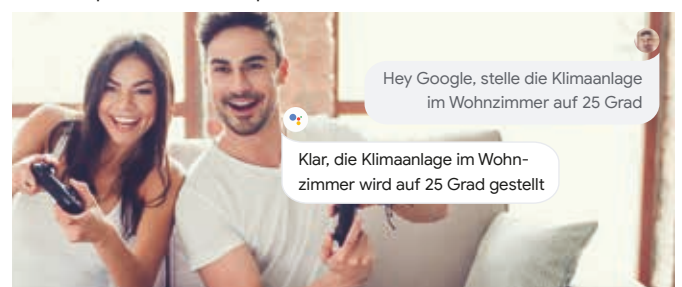 Hey Google, stelle die Klimaanlage
im Wohnzimmer auf 25 Grad
Klar, die Klimaanlage im Wohn-
zimmer wird auf 25 Grad gestellt